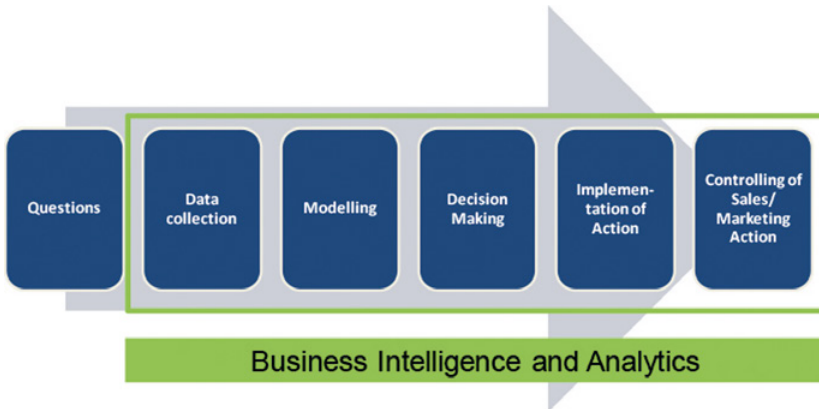 Questions
Data
collection
Modelling
Decision
Making
Implemen-
tation of
Action
Controlling of
Sales/
Marketing
Action
Business Intelligence and Analytics